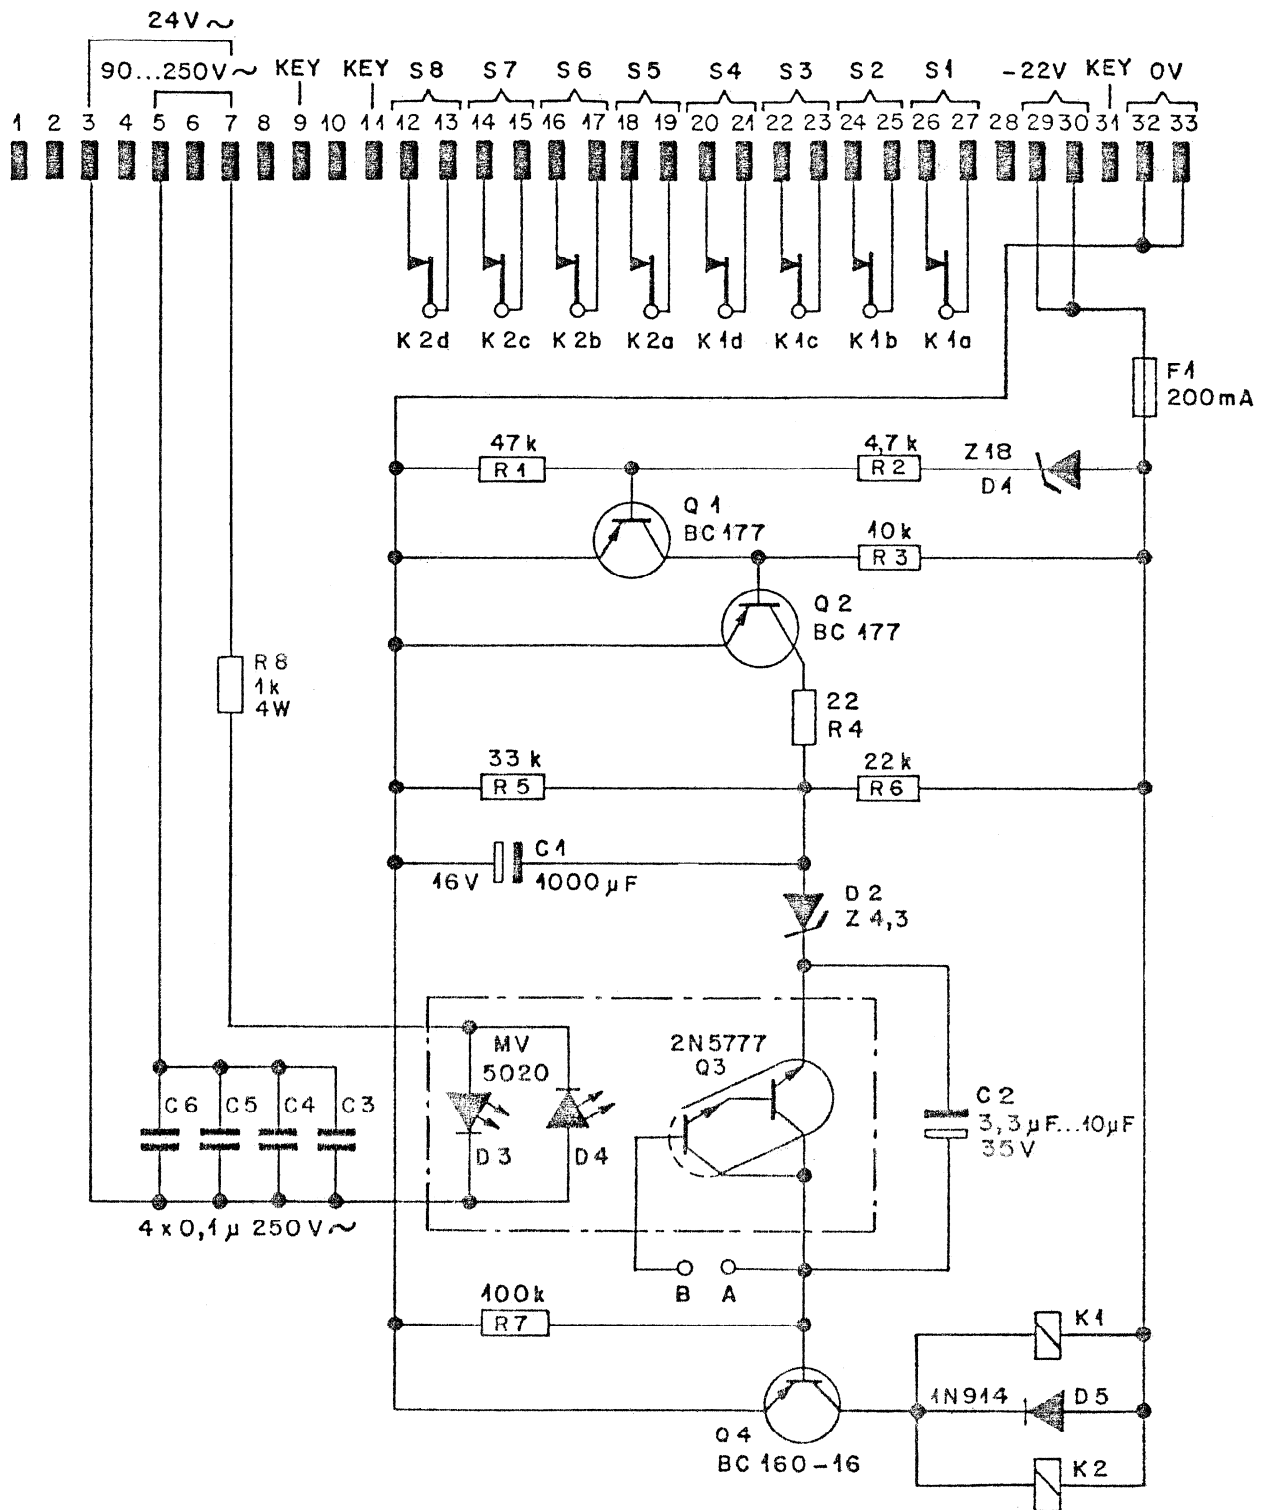 24V ~
90...250V ~ KEY KEY S8 S7 S6 S5 S4 S3 S2 S1 -22V KEY 0V
1 2 3 4 5 6 7 8 9 10 11 12 13 14 15 16 17 18 19 20 21 22 23 24 25 26 27 28 29 30 31 32 33
K2d K2c K2b K2a K1d K1c K1b K1a
F1
200mA
47k
R1
4,7k
R2
Z18
D1
Q1
BC177
10k
R3
Q2
BC 177
R8
1k
4W
22
R4
33k
R5
22k
R6
C1
16V
1000µF
D2
Z 4,3
MV
5020
2N5777
Q3
C6 C5 C4 C3
D3 D4
C2
3,3µF...10µF
35V
4x0,1µ 250V~
B A
100k
R7
K1
1N914 D5
Q4
BC 160-16
K2